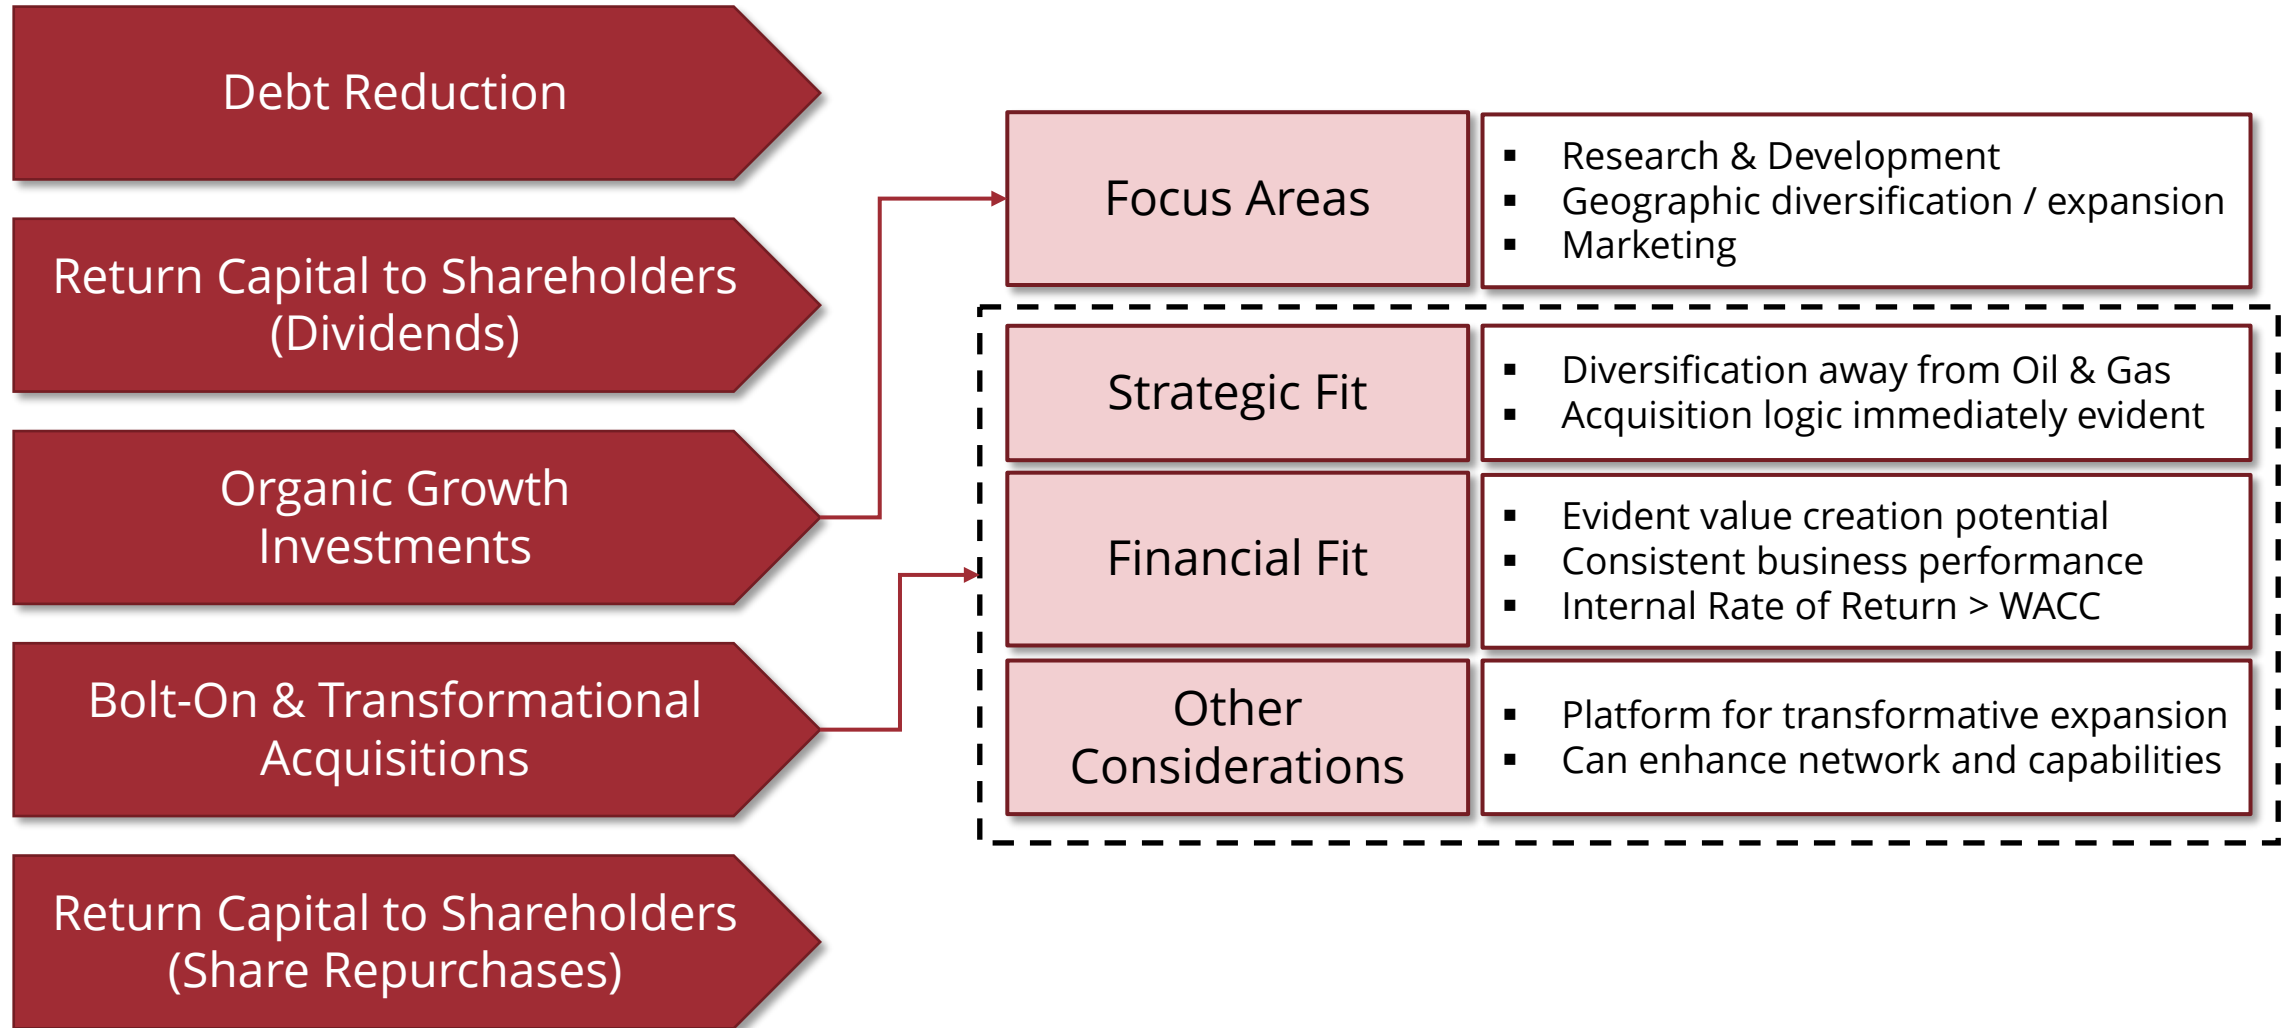 Debt Reduction
Return Capital to Shareholders
(Dividends)
Organic Growth
Investments
Bolt-On & Transformational
Acquisitions
Return Capital to Shareholders
(Share Repurchases)
Focus Areas
▪ Research & Development
▪ Geographic diversification / expansion
▪ Marketing
Strategic Fit
▪ Diversification away from Oil & Gas
▪ Acquisition logic immediately evident
Financial Fit
▪ Evident value creation potential
▪ Consistent business performance
▪ Internal Rate of Return > WACC
Other
Considerations
▪ Platform for transformative expansion
▪ Can enhance network and capabilities